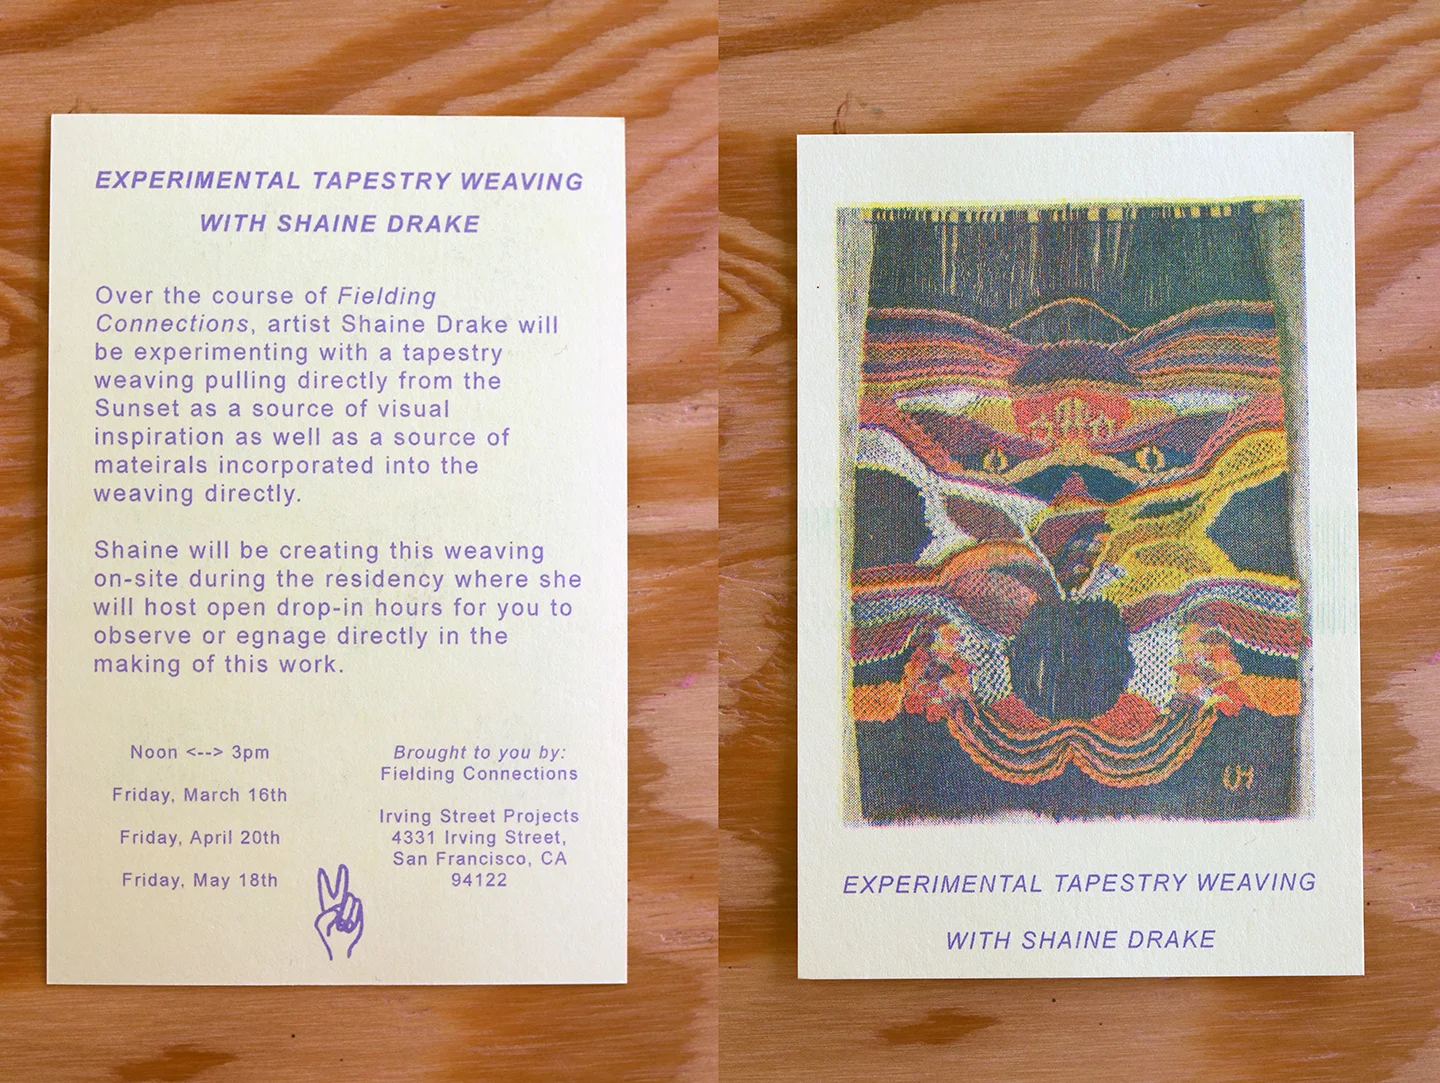 EXPERIMENTAL TAPESTRY WEAVING
WITH SHAINE DRAKE
Over the course of Fielding
Connections, artist Shaine Drake will
be experimenting with a tapestry
weaving pulling directly from the
Sunset as a source of visual
inspiration as well as a source of
mateirals incorporated into the
weaving directly.
Shaine will be creating this weaving
on-site during the residency where she
will host open drop-in hours for you to
observe or egnage directly in the
making of this work.
Noon <--> 3pm
Friday, March 16th
Friday, April 20th
Friday, May 18th
Brought to you by:
Fielding Connections
Irving Street Projects
4331 Irving Street,
San Francisco, CA
94122
EXPERIMENTAL TAPESTRY WEAVING
WITH SHAINE DRAKE